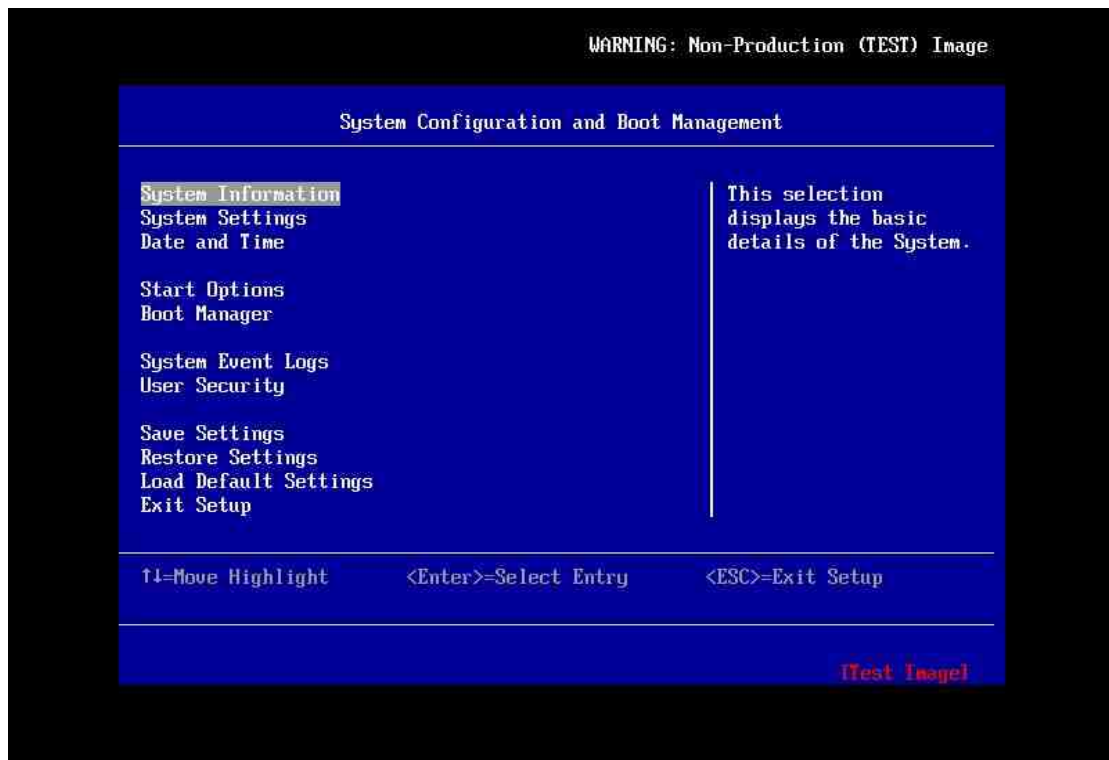 WARNING: Non-Production (TEST) Image
System Configuration and Boot Management
System Information
System Settings
Date and Time
Start Options
Boot Manager
System Event Logs
User Security
Save Settings
Restore Settings
Load Default Settings
Exit Setup
This selection
displays the basic
details of the System.
↑↓=Move Highlight <Enter>=Select Entry <ESC>=Exit Setup
[Test Image]